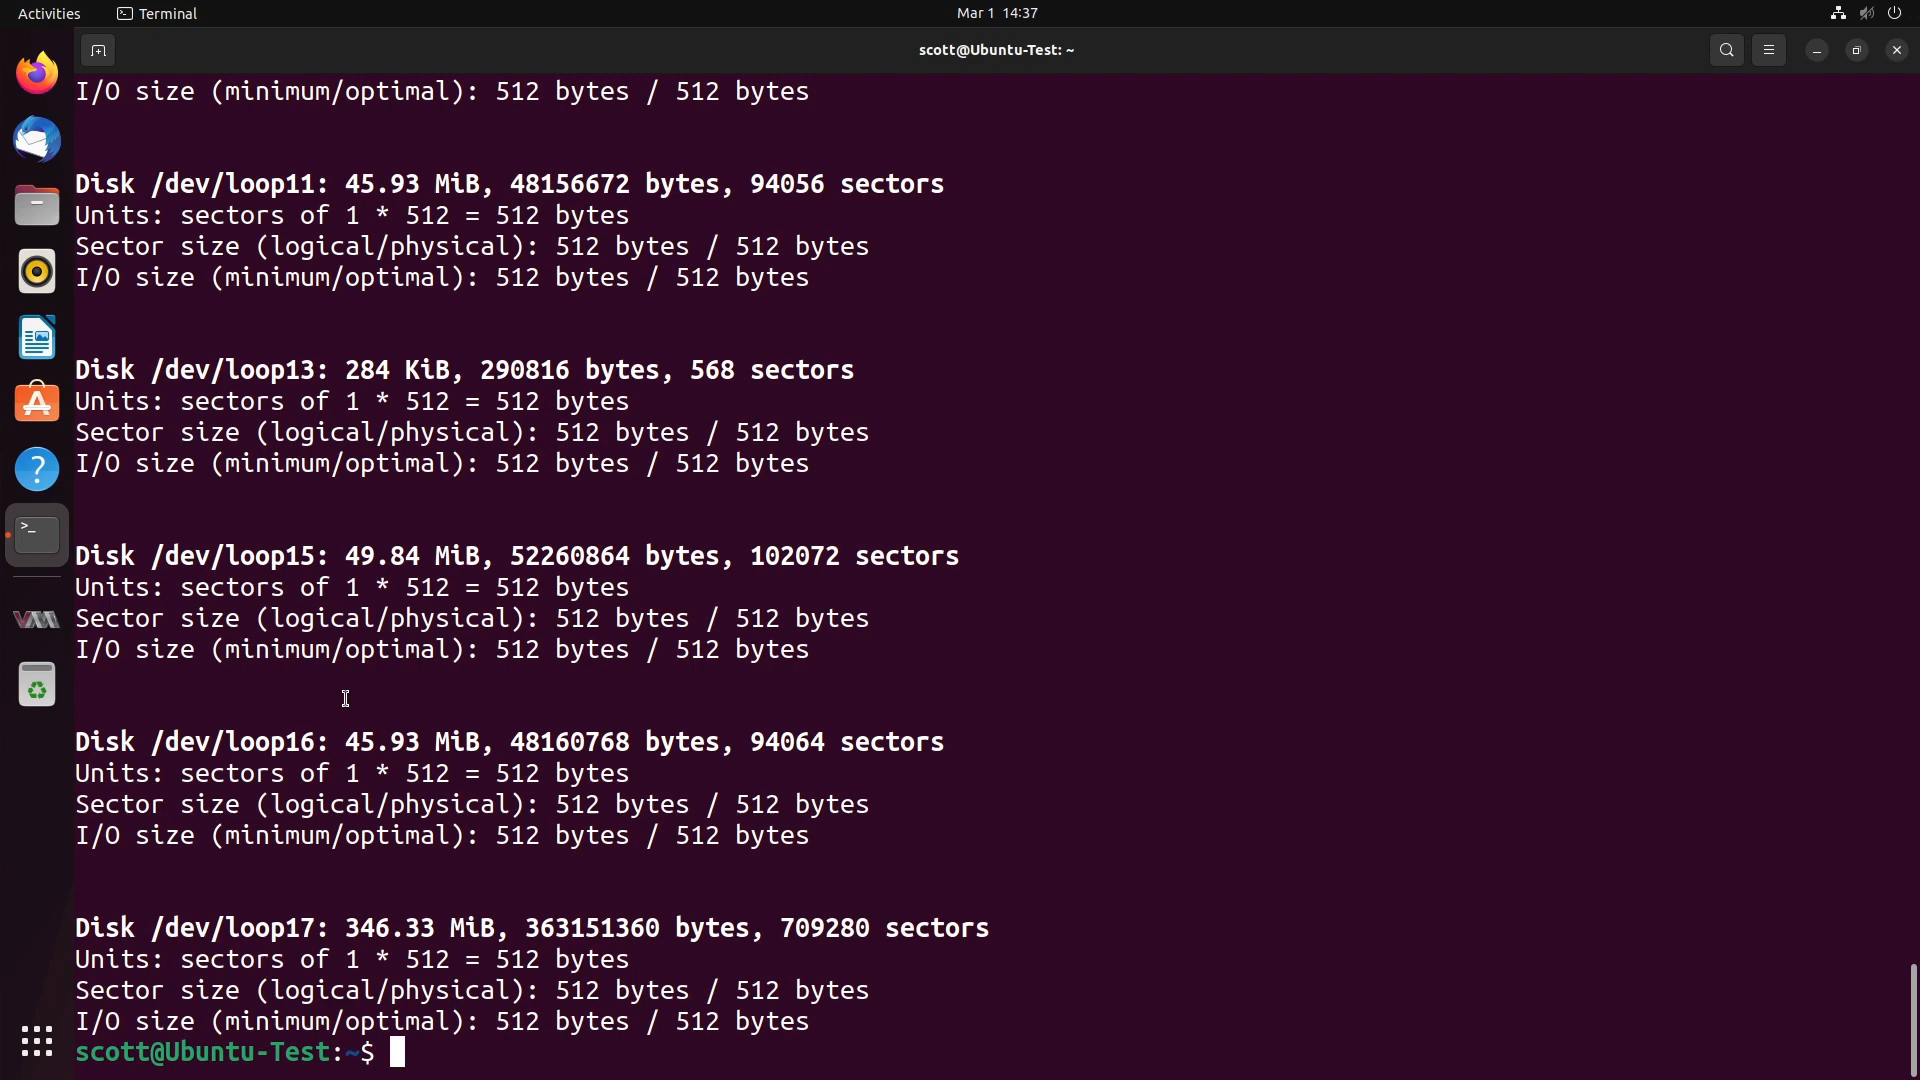 Activities
Terminal
Mar 1 14:37
scott@Ubuntu-Test: ~
I/O size (minimum/optimal): 512 bytes / 512 bytes
Disk /dev/loop11: 45.93 MiB, 48156672 bytes, 94056 sectors
Units: sectors of 1 * 512 = 512 bytes
Sector size (logical/physical): 512 bytes / 512 bytes
I/O size (minimum/optimal): 512 bytes / 512 bytes
Disk /dev/loop13: 284 KiB, 290816 bytes, 568 sectors
Units: sectors of 1 * 512 = 512 bytes
Sector size (logical/physical): 512 bytes / 512 bytes
I/O size (minimum/optimal): 512 bytes / 512 bytes
Disk /dev/loop15: 49.84 MiB, 52260864 bytes, 102072 sectors
Units: sectors of 1 * 512 = 512 bytes
Sector size (logical/physical): 512 bytes / 512 bytes
I/O size (minimum/optimal): 512 bytes / 512 bytes
Disk /dev/loop16: 45.93 MiB, 48160768 bytes, 94064 sectors
Units: sectors of 1 * 512 = 512 bytes
Sector size (logical/physical): 512 bytes / 512 bytes
I/O size (minimum/optimal): 512 bytes / 512 bytes
Disk /dev/loop17: 346.33 MiB, 363151360 bytes, 709280 sectors
Units: sectors of 1 * 512 = 512 bytes
Sector size (logical/physical): 512 bytes / 512 bytes
I/O size (minimum/optimal): 512 bytes / 512 bytes
scott@Ubuntu-Test:~$